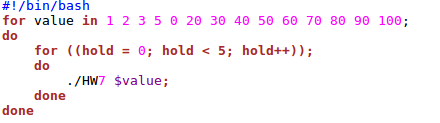 #!/bin/bash
for value in 1 2 3 5 0 20 30 40 50 60 70 80 90 100;
do
    for ((hold = 0; hold < 5; hold++));
    do
        ./HW7 $value;
    done
done